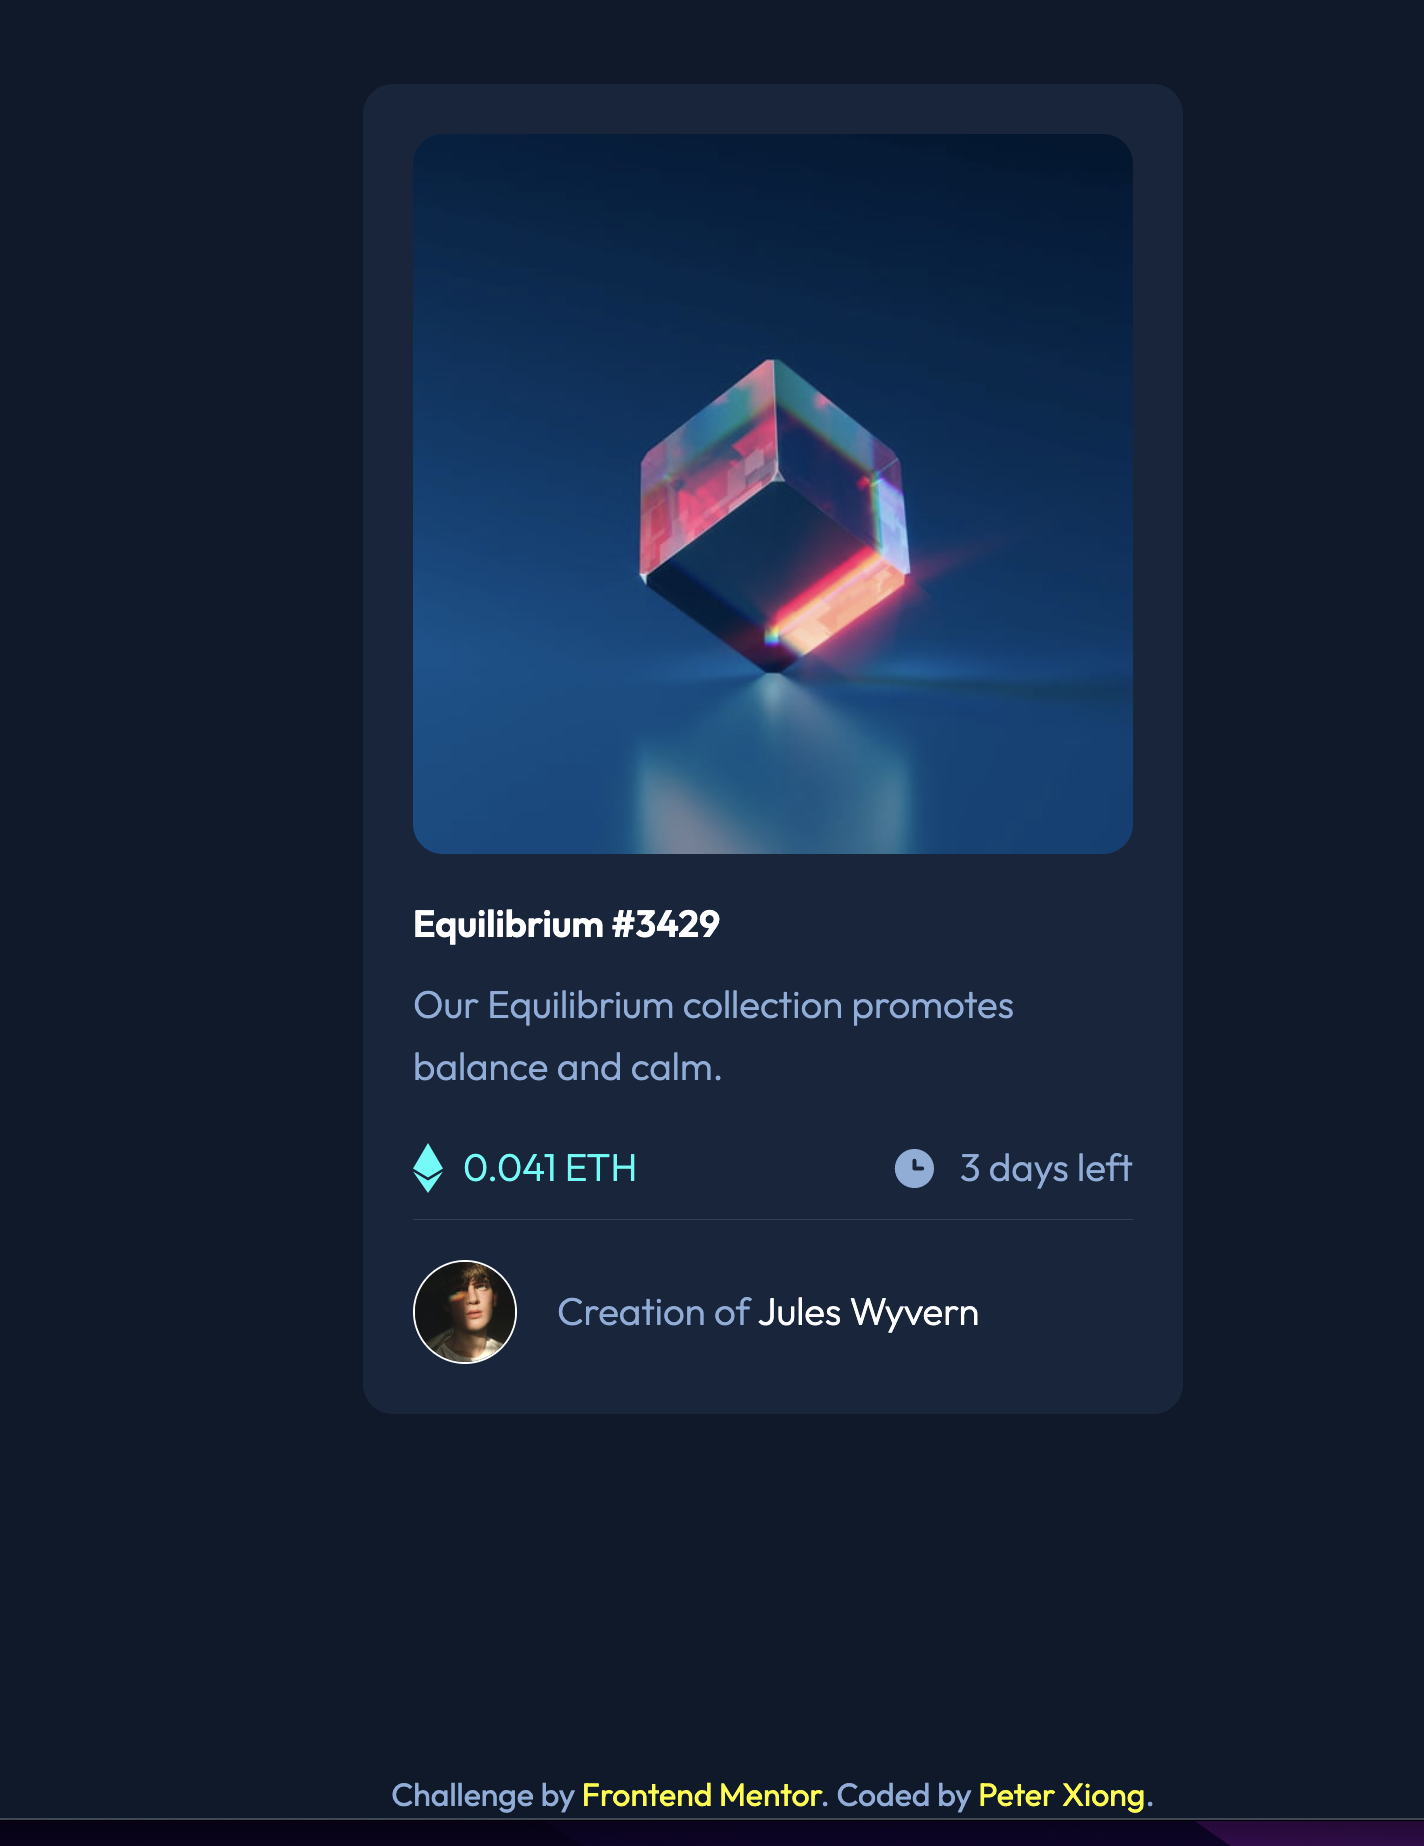 Equilibrium #3429
Our Equilibrium collection promotes
balance and calm.
0.041 ETH
3 days left
Creation of Jules Wyvern
Challenge by Frontend Mentor. Coded by Peter Xiong.